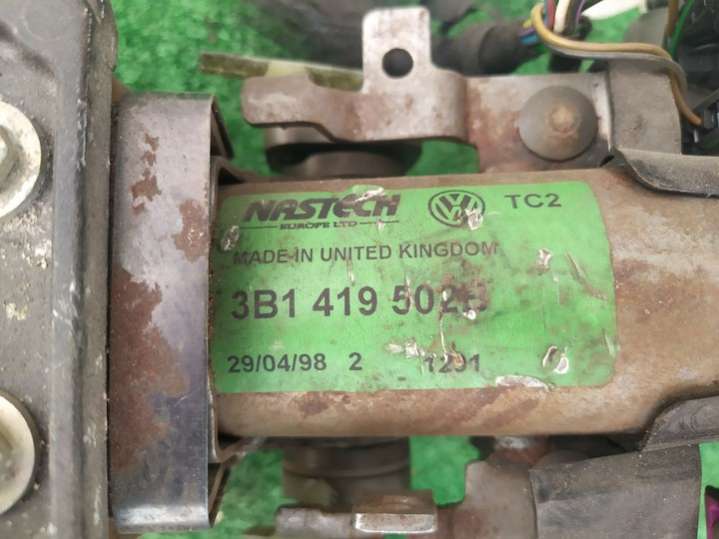 NASTECH TC2
EUROPE LTD
MADE IN UNITED KINGDOM
3B1 419 502
29/04/98 2 1201